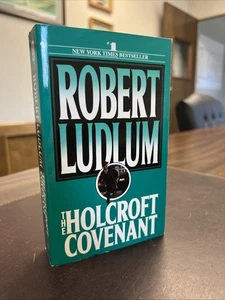 #1
NEW YORK TIMES BESTSELLER
ROBERT
LUDLUM
THE
HOLCROFT
COVENANT